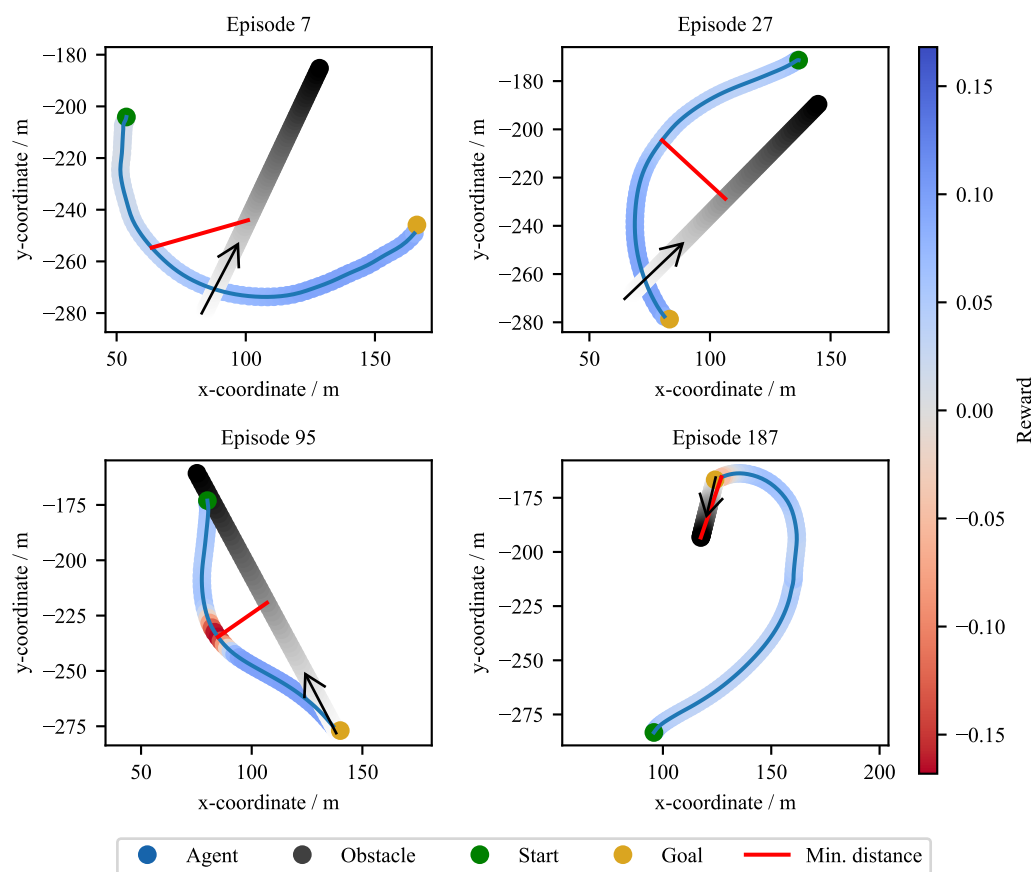 Episode 7
Episode 27
−180
−200
−220
−240
−260
−280
y-coordinate / m
50
100
150
x-coordinate / m
−180
−200
−220
−240
−260
−280
y-coordinate / m
50
100
150
x-coordinate / m
0.15
0.10
0.05
0.00
−0.05
−0.10
−0.15
Reward
Episode 95
Episode 187
−175
−200
−225
−250
−275
y-coordinate / m
50
100
150
x-coordinate / m
−175
−200
−225
−250
−275
y-coordinate / m
100
150
200
x-coordinate / m
Agent Obstacle Start Goal Min. distance